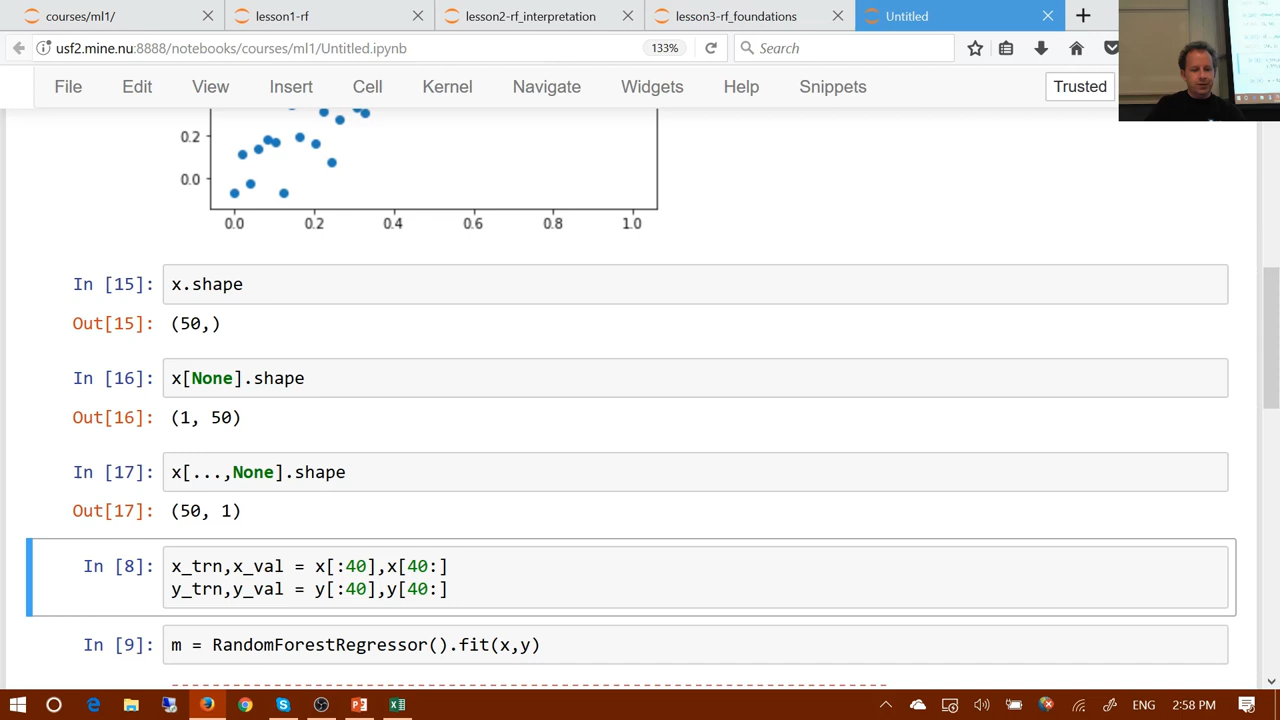 courses/ml1/
lesson1-rf
lesson2-rf_interpretation
lesson3-rf_foundations
Untitled
usf2.mine.nu:8888/notebooks/courses/ml1/Untitled.ipynb
133%
Search
File Edit View Insert Cell Kernel Navigate Widgets Help Snippets
Trusted
0.2
0.0
0.0 0.2 0.4 0.6 0.8 1.0
In [15]: x.shape
Out[15]: (50,)
In [16]: x[None].shape
Out[16]: (1, 50)
In [17]: x[...,None].shape
Out[17]: (50, 1)
In [8]: x_trn,x_val = x[:40],x[40:]
y_trn,y_val = y[:40],y[40:]
In [9]: m = RandomForestRegressor().fit(x,y)
ENG
2:58 PM